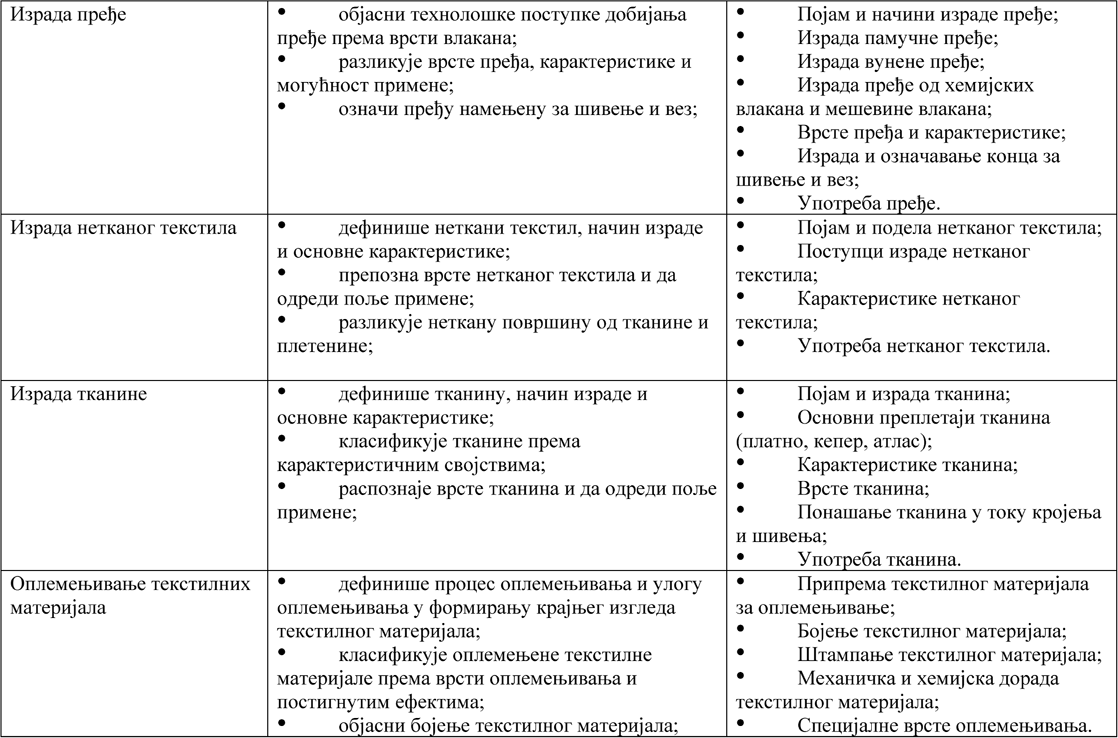 Израда пређе
• објасни технолошке поступке добијања
пређе према врсти влакана;
• разликује врсте пређа, карактеристике и
могућност примене;
• означи пређу намењену за шивење и вез;
• Појам и начини израде пређе;
• Израда памучне пређе;
• Израда вунене пређе;
• Израда пређе од хемијских
влакана и мешевине влакана;
• Врсте пређа и карактеристике;
• Израда и означавање конца за
шивење и вез;
• Употреба пређе.
Израда нетканог текстила
• дефинише неткани текстил, начин израде
и основне карактеристике;
• препозна врсте нетканог текстила и да
одреди поље примене;
• разликује неткану површину од тканине и
плетенине;
• Појам и подела нетканог текстила;
• Поступци израде нетканог
текстила;
• Карактеристике нетканог
текстила;
• Употреба нетканог текстила.
Израда тканине
• дефинише тканину, начин израде и
основне карактеристике;
• класификује тканине према
карактеристичним својствима;
• распознаје врсте тканина и да одреди поље
примене;
• Појам и израда тканина;
• Основни преплетаји тканина
(платно, кепер, атлас);
• Карактеристике тканина;
• Врсте тканина;
• Понашање тканина у току кројења
и шивења;
• Употреба тканина.
Оплемењивање текстилних
материјала
• дефинише процес оплемењивања и улогу
оплемењивања у формирању крајњег изгледа
текстилног материјала;
• класификује оплемењене текстилне
материјале према врсти оплемењивања и
постигнутим ефектима;
• објасни бојење текстилног материјала;
• Припрема текстилног материјала
за оплемењивање;
• Бојење текстилног материјала;
• Штампање текстилног материјала;
• Механичка и хемијска дорада
текстилног материјала;
• Специјалне врсте оплемењивања.